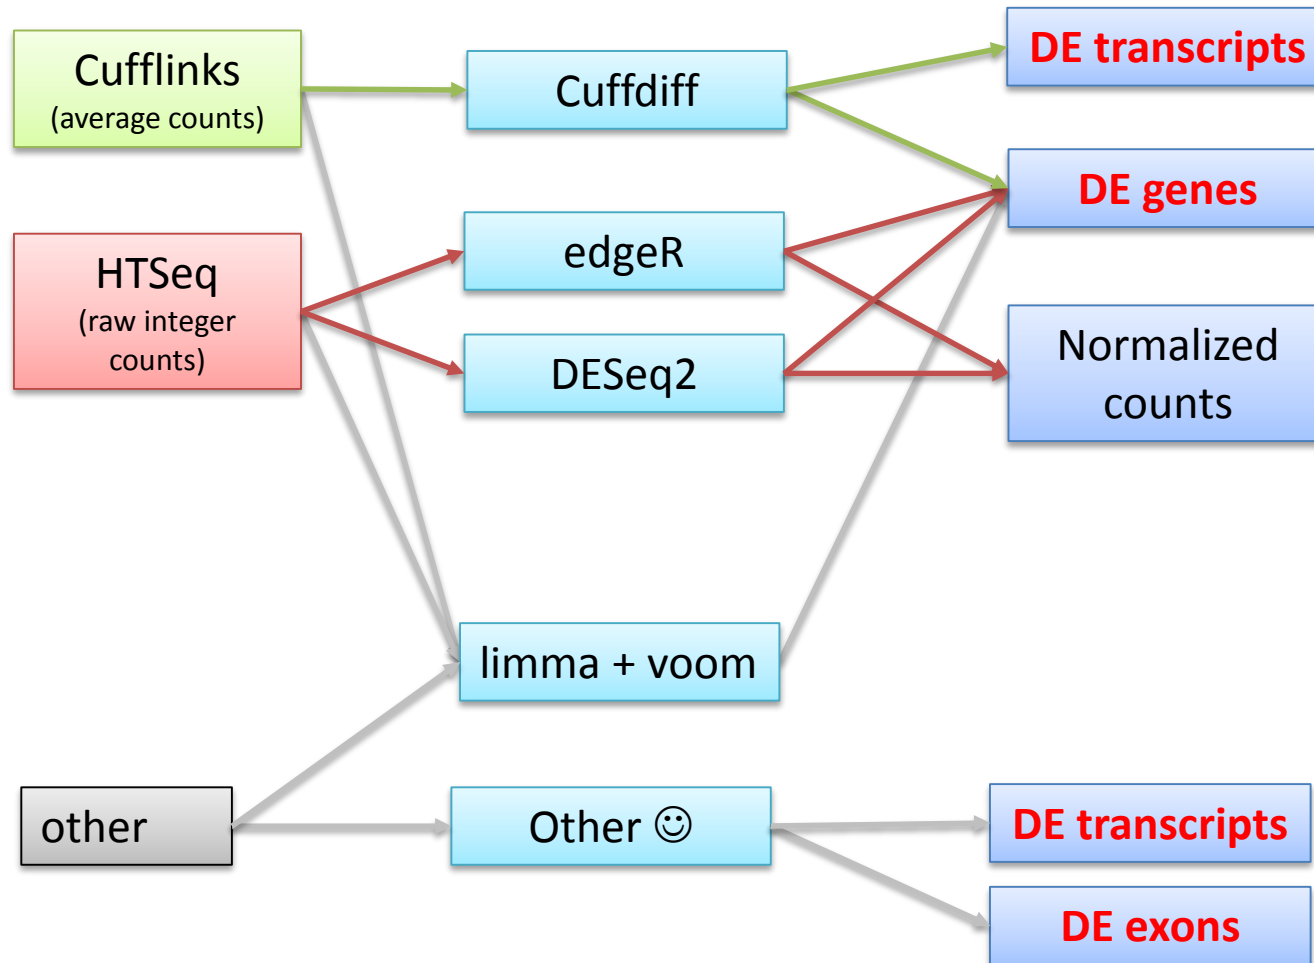 Cufflinks
(average counts)
Cuffdiff
DE transcripts
DE genes
HTSeq
(raw integer
counts)
edgeR
DESeq2
Normalized
counts
limma + voom
other
Other ☺
DE transcripts
DE exons